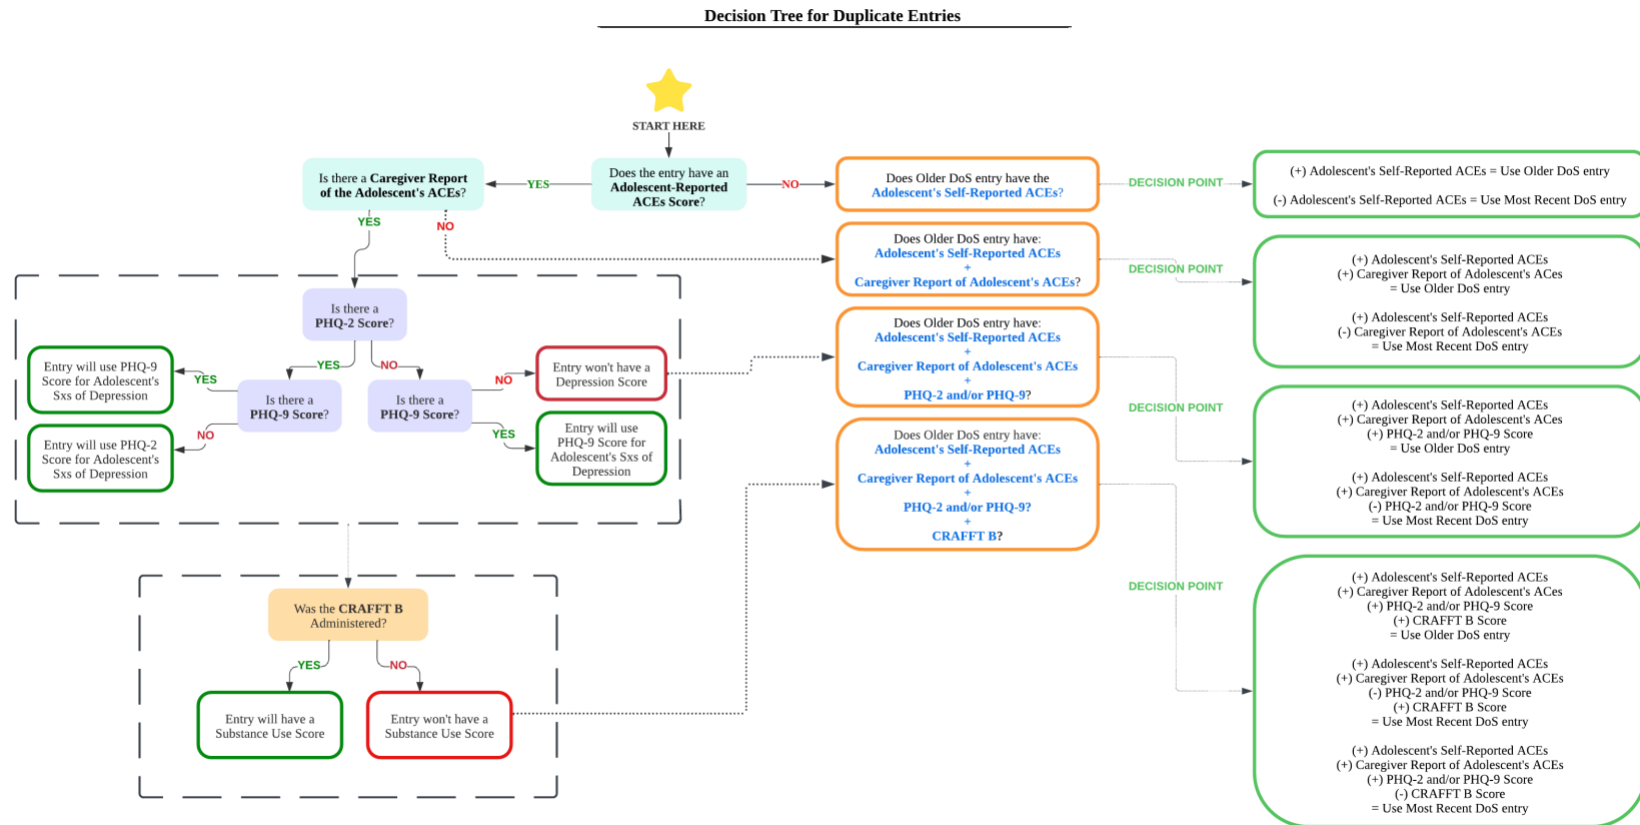 Decision Tree for Duplicate Entries
START HERE
Is there a Caregiver Report
of the Adolescent's ACEs?
YES
Does the entry have an
Adolescent-Reported
ACEs Score?
NO
Does Older DoS entry have the
Adolescent's Self-Reported ACEs?
DECISION POINT
(+) Adolescent's Self-Reported ACEs = Use Older DoS entry
(-) Adolescent's Self-Reported ACEs = Use Most Recent DoS entry
YES
NO
Does Older DoS entry have:
Adolescent's Self-Reported ACEs
+
Caregiver Report of Adolescent's ACEs?
DECISION POINT
(+) Adolescent's Self-Reported ACEs
(+) Caregiver Report of Adolescent's ACes
= Use Older DoS entry
(+) Adolescent's Self-Reported ACEs
(-) Caregiver Report of Adolescent's ACEs
= Use Most Recent DoS entry
Is there a
PHQ-2 Score?
YES
NO
Entry will use PHQ-9
Score for Adolescent's
Sxs of Depression
YES
Is there a
PHQ-9 Score?
NO
Entry will use PHQ-2
Score for Adolescent's
Sxs of Depression
Is there a
PHQ-9 Score?
NO
Entry won't have a
Depression Score
YES
Entry will use
PHQ-9 Score for
Adolescent's Sxs of
Depression
Does Older DoS entry have:
Adolescent's Self-Reported ACEs
+
Caregiver Report of Adolescent's ACEs
+
PHQ-2 and/or PHQ-9?
DECISION POINT
(+) Adolescent's Self-Reported ACEs
(+) Caregiver Report of Adolescent's ACEs
(+) PHQ-2 and/or PHQ-9 Score
= Use Older DoS entry
(+) Adolescent's Self-Reported ACEs
(+) Caregiver Report of Adolescent's ACEs
(-) PHQ-2 and/or PHQ-9 Score
= Use Most Recent DoS entry
Does Older DoS entry have:
Adolescent's Self-Reported ACEs
+
Caregiver Report of Adolescent's ACEs
+
PHQ-2 and/or PHQ-9?
+
CRAFFT B?
DECISION POINT
Was the CRAFFT B
Administered?
YES
NO
Entry will have a
Substance Use Score
Entry won't have a
Substance Use Score
(+) Adolescent's Self-Reported ACEs
(+) Caregiver Report of Adolescent's ACes
(+) PHQ-2 and/or PHQ-9 Score
(+) CRAFFT B Score
= Use Older DoS entry
(+) Adolescent's Self-Reported ACEs
(+) Caregiver Report of Adolescent's ACEs
(-) PHQ-2 and/or PHQ-9 Score
(+) CRAFFT B Score
= Use Most Recent DoS entry
(+) Adolescent's Self-Reported ACEs
(+) Caregiver Report of Adolescent's ACEs
(+) PHQ-2 and/or PHQ-9 Score
(-) CRAFFT B Score
= Use Most Recent DoS entry